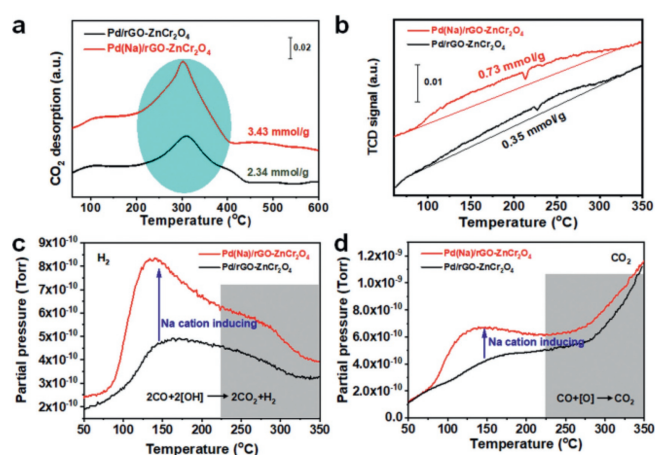 a
Pd/rGO-ZnCr₂O₄
Pd(Na)/rGO-ZnCr₂O₄
0.02
3.43 mmol/g
2.34 mmol/g
CO₂ desorption (a.u.)
100 200 300 400 500 600
Temperature (°C)
b
Pd(Na)/rGO-ZnCr₂O₄
Pd/rGO-ZnCr₂O₄
0.01
0.73 mmol/g
0.35 mmol/g
TCD signal (a.u.)
100 150 200 250 300 350
Temperature (°C)
c
H₂
Pd(Na)/rGO-ZnCr₂O₄
Pd/rGO-ZnCr₂O₄
Na cation inducing
2CO+2[OH] → 2CO₂+H₂
Partial pressure (Torr)
9x10⁻¹⁰
8x10⁻¹⁰
7x10⁻¹⁰
6x10⁻¹⁰
5x10⁻¹⁰
4x10⁻¹⁰
3x10⁻¹⁰
2x10⁻¹⁰
50 100 150 200 250 300 350
Temperature (°C)
d
CO₂
Pd(Na)/rGO-ZnCr₂O₄
Pd/rGO-ZnCr₂O₄
Na cation inducing
CO+[O] → CO₂
Partial pressure (Torr)
1.2x10⁻⁹
9.0x10⁻¹⁰
6.0x10⁻¹⁰
4.0x10⁻¹⁰
2.0x10⁻¹⁰
0.0
50 100 150 200 250 300 350
Temperature (°C)